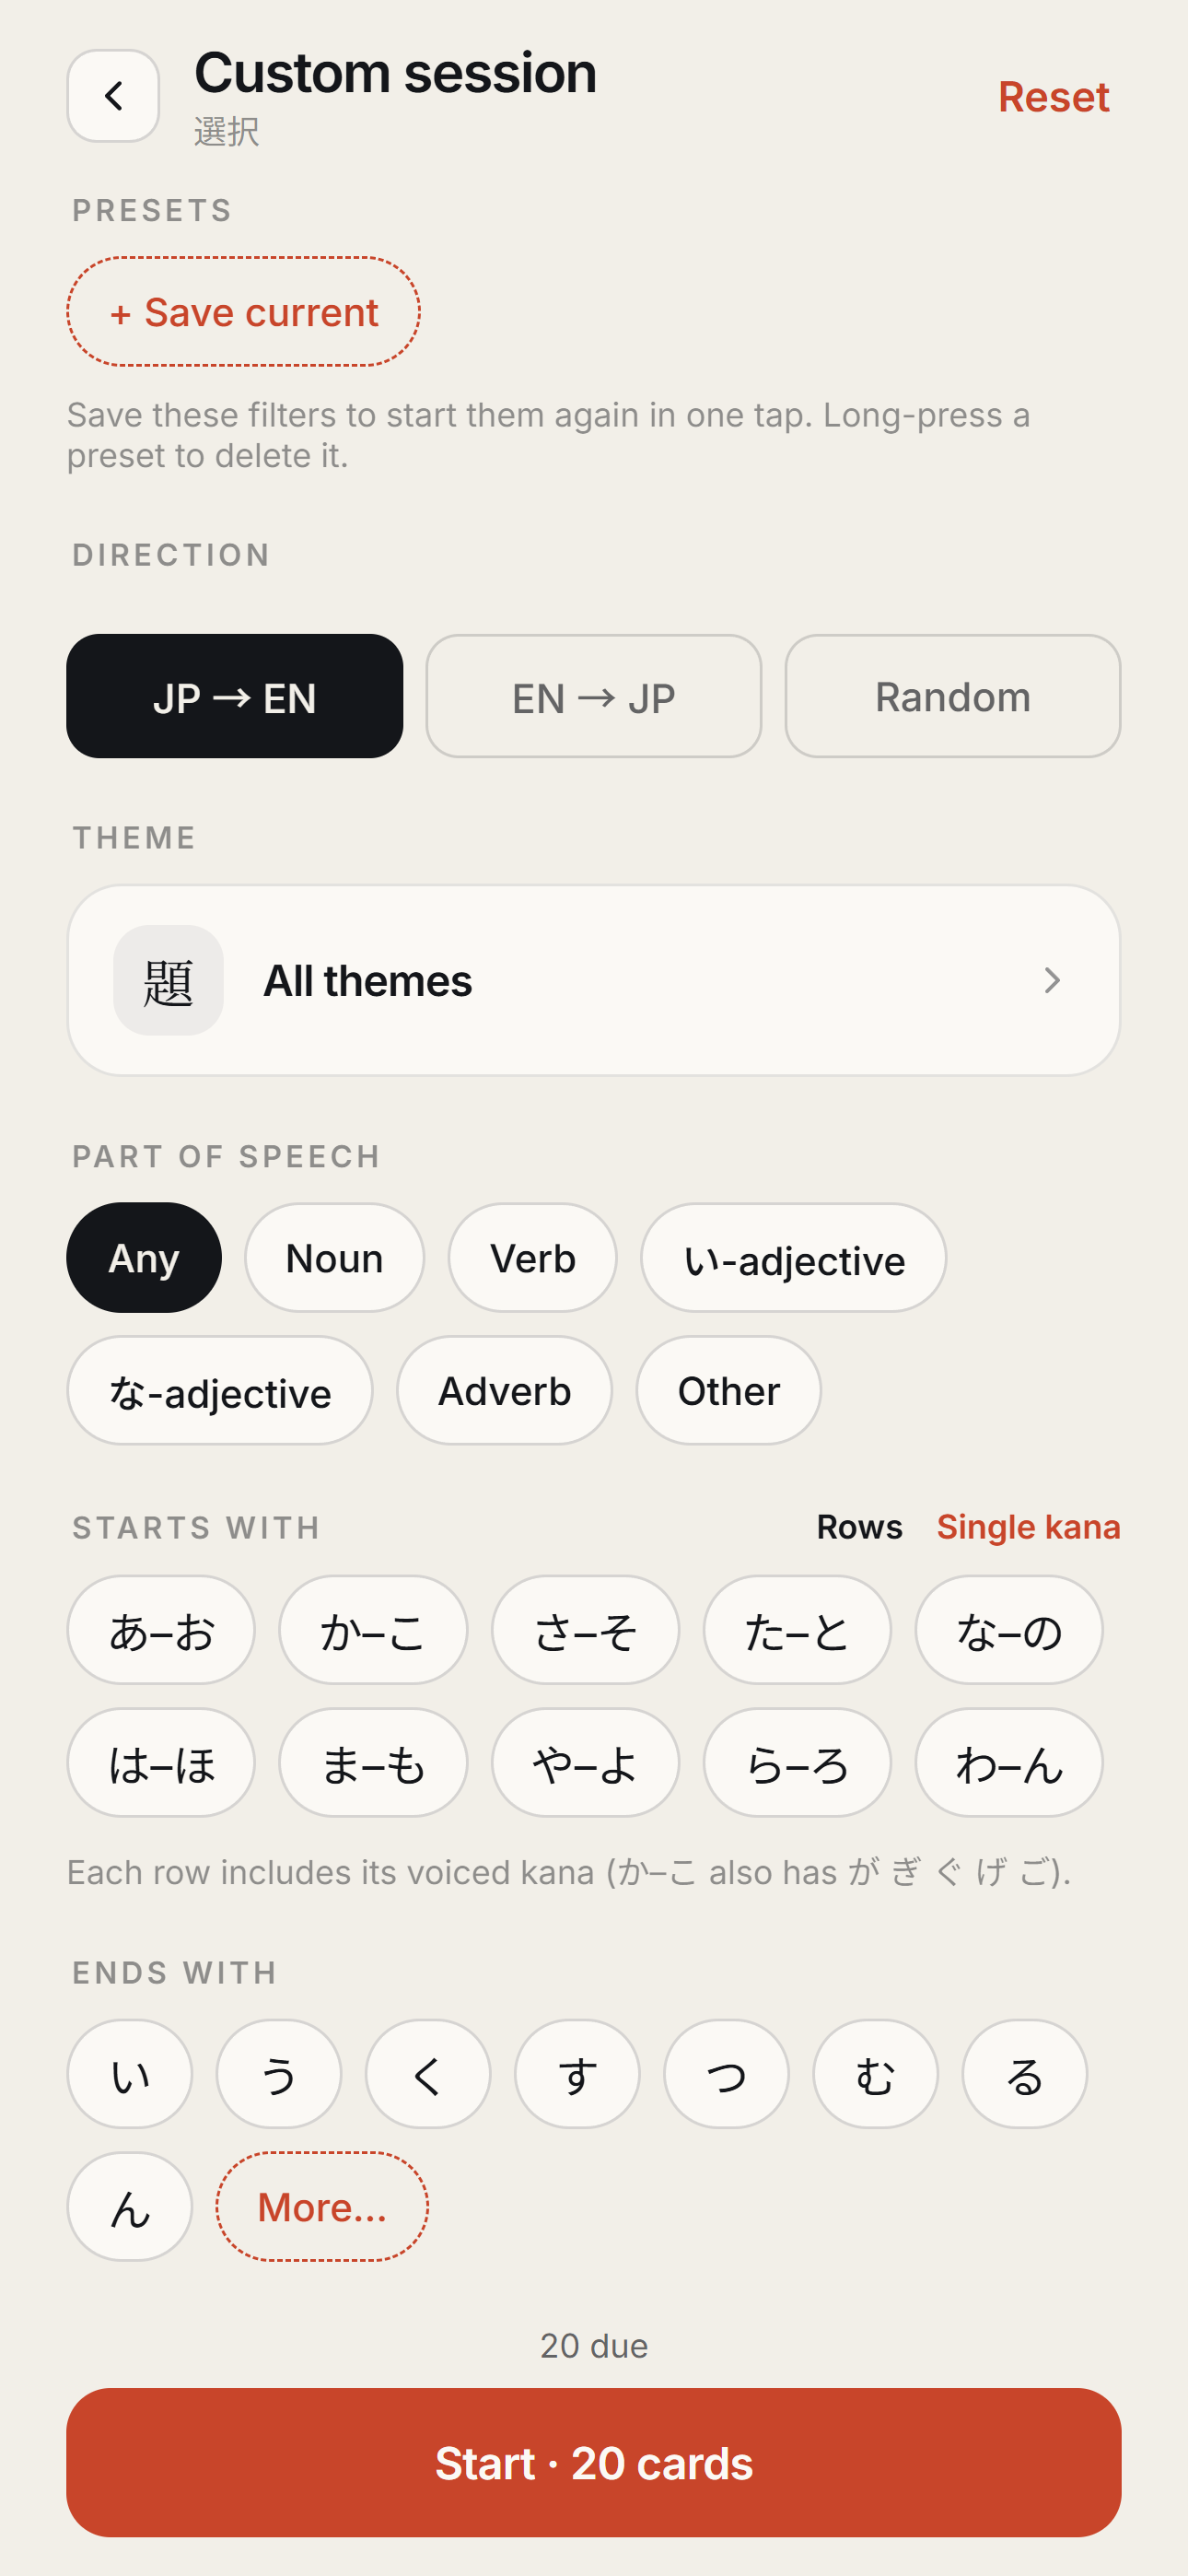 Custom session
選択
Reset
PRESETS
+ Save current
Save these filters to start them again in one tap. Long-press a
preset to delete it.
DIRECTION
JP → EN
EN → JP
Random
THEME
題 All themes
PART OF SPEECH
Any Noun Verb い-adjective
な-adjective Adverb Other
STARTS WITH Rows Single kana
あ–お か–こ さ–そ た–と な–の
は–ほ ま–も や–よ ら–ろ わ–ん
Each row includes its voiced kana (か–こ also has が ぎ ぐ げ ご).
ENDS WITH
い う く す つ む る
ん More...
20 due
Start · 20 cards